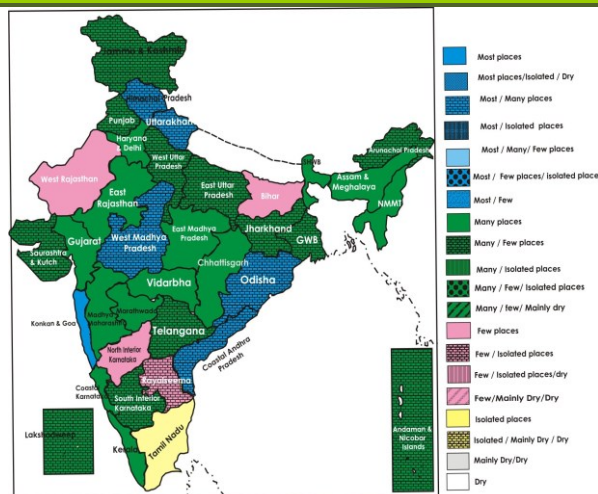 Jammo & Kashmir
Himachal Pradesh
Punjab
Uttarakhand
Haryana
& Delhi
West Uttar
Pradesh
Arunachal Pradesh
SHWB
West Rajasthan
East
Rajasthan
East Uttar
Pradesh
Bihar
Assam &
Meghalaya
NMMT
Jharkhand
GWB
Saurashtra
& Kutch
Gujarat
West Madhya
Pradesh
East Madhya
Pradesh
Chhattisgarh
Vidarbha
Odisha
Konkan & Goa
Madhya
Maharashtra
Marathwada
Telangana
North Interior
Karnataka
Coastal Andhra
Pradesh
Rayalseema
Coastal
Karnataka
South Interior
Karnataka
Lakshadweep
Kerala
Tamil Nadu
Andaman &
Nicobar
Islands
Most places
Most places/Isolated / Dry
Most / Many places
Most / Isolated places
Most / Many/ Few places
Most / Few places/Isolated place
Most / Few
Many places
Many / Few places
Many / Isolated places
Many / Few/ Isolated places
Many / few/ Mainly dry
Few places
Few / Isolated places
Few / Isolated places/dry
Few/Mainly Dry/Dry
Isolated places
Isolated / Mainly Dry / Dry
Mainly Dry/Dry
Dry